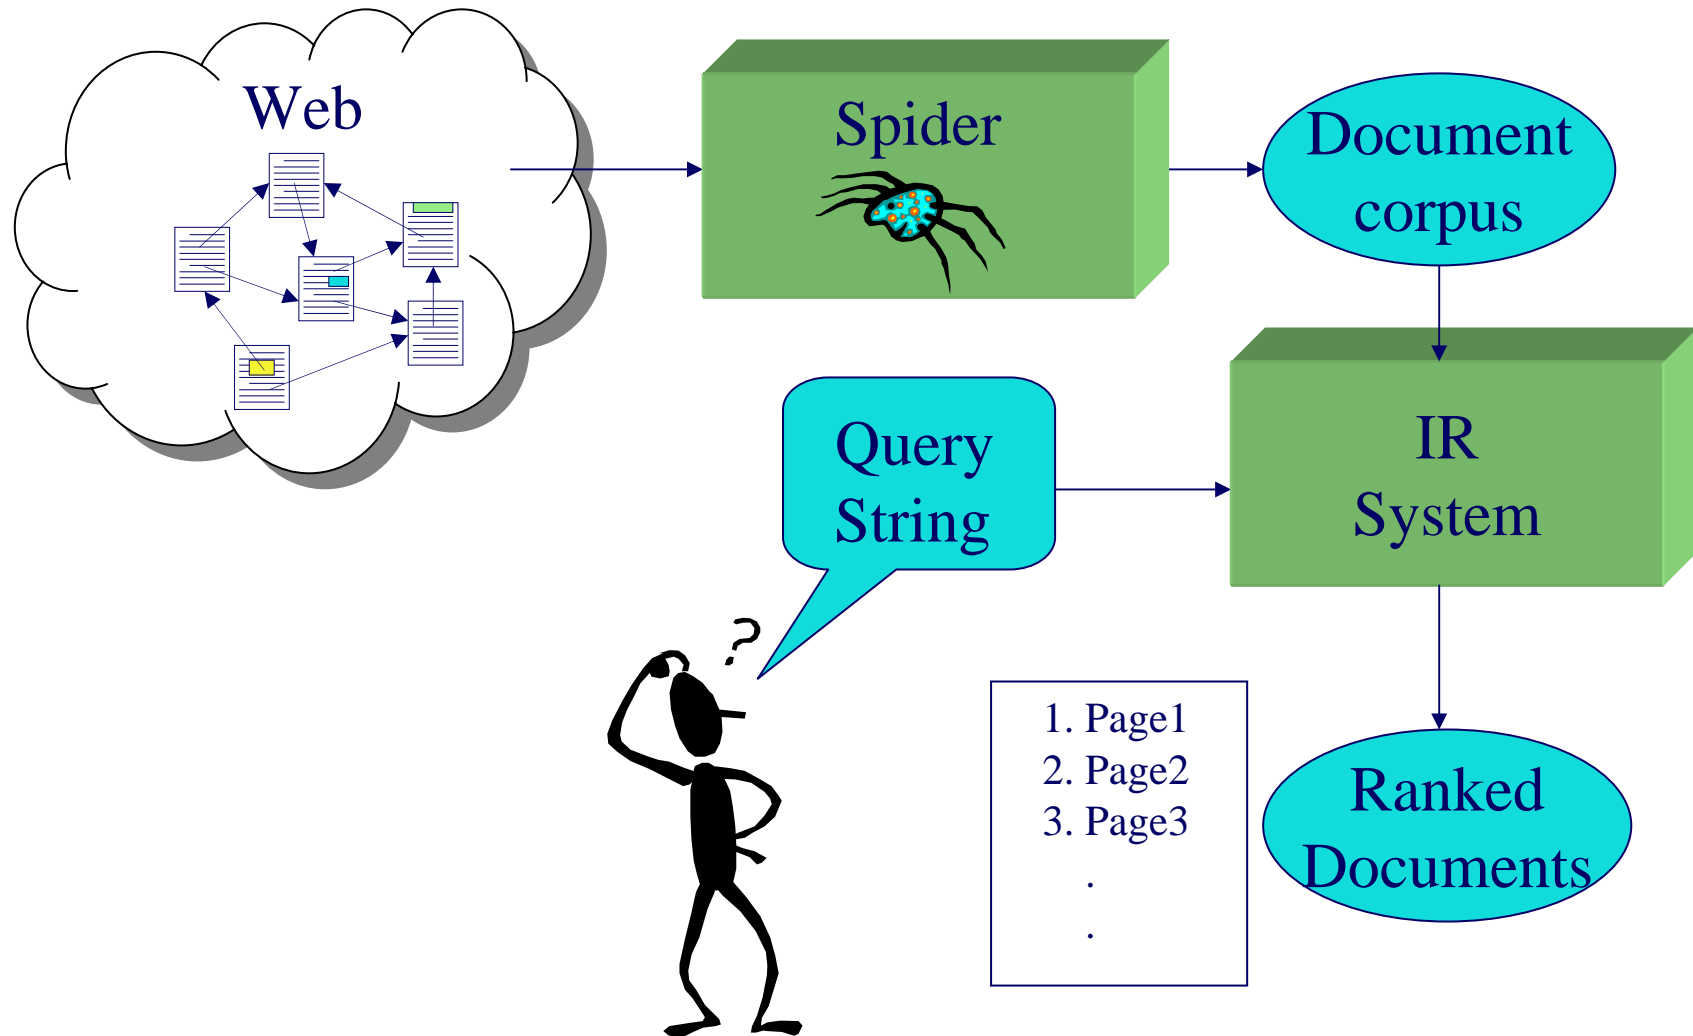 Web
Spider
Document
corpus
Query
String
IR
System
?
1. Page1
2. Page2
3. Page3
.
.
Ranked
Documents